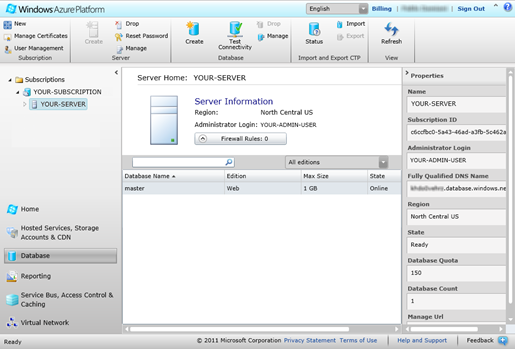 Windows Azure Platform
English Billing | | Sign Out
New
Manage Certificates
User Management
Subscription
Create
Drop
Reset Password
Manage
Server
Create
Test Connectivity
Drop
Manage
Database
Status
Import
Export
Import and Export CTP
Refresh
View
Subscriptions
YOUR-SUBSCRIPTION
YOUR-SERVER
Home
Hosted Services, Storage
Accounts & CDN
Database
Reporting
Service Bus, Access Control &
Caching
Virtual Network
Server Home: YOUR-SERVER
Server Information
Region: North Central US
Administrator Login: YOUR-ADMIN-USER
Firewall Rules: 0
All editions
Database Name Edition Max Size State
master Web 1 GB Online
Properties
Name
YOUR-SERVER
Subscription ID
c6ccfbc0-5a43-46ad-a3fb-5c462a
Administrator Login
YOUR-ADMIN-USER
Fully Qualified DNS Name
.database.windows.ne
Region
North Central US
State
Ready
Database Quota
150
Database Count
1
Manage Url
Ready
© 2011 Microsoft Corporation Privacy Statement Terms of Use | Help and Support | Feedback